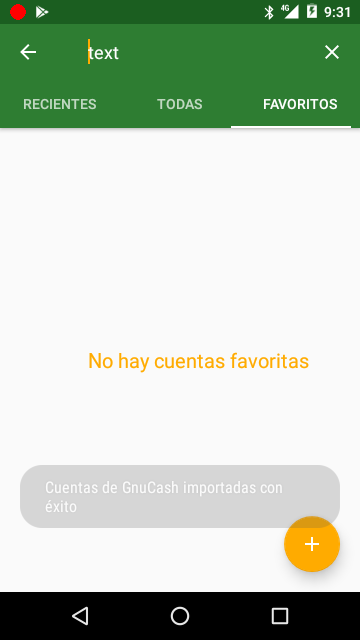 4G 9:31
text
RECIENTES TODAS FAVORITOS
No hay cuentas favoritas
Cuentas de GnuCash importadas con
éxito